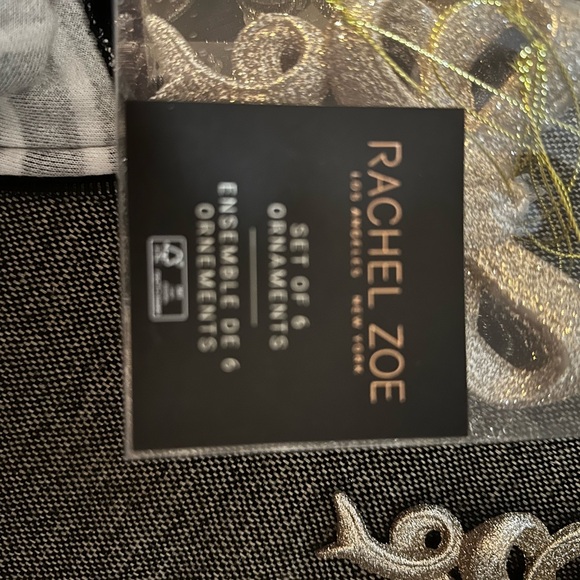 RACHEL ZOE
LOS ANGELES NEW YORK
SET OF 6
ORNAMENTS
ENSEMBLE DE 6
ORNEMENTS